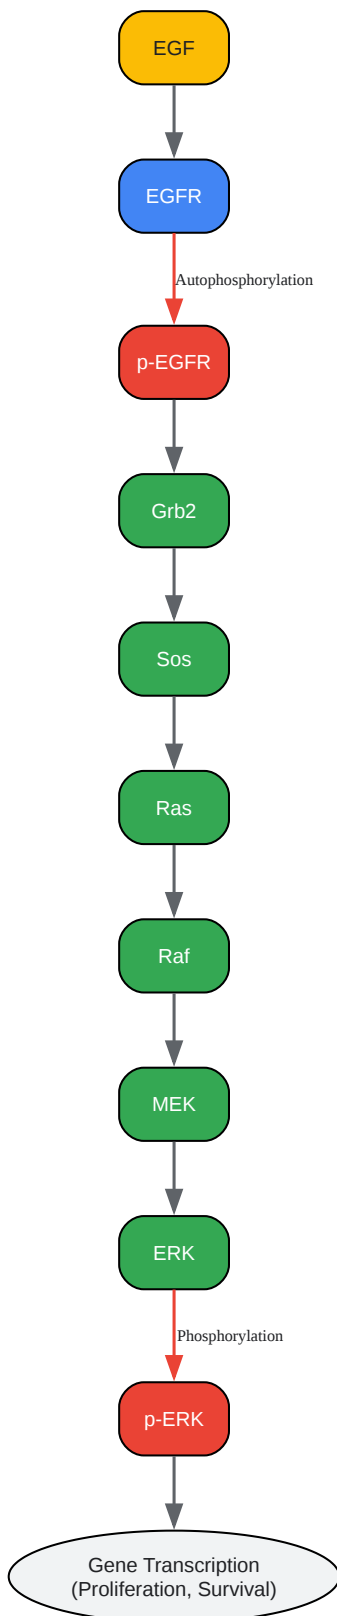 EGF
EGFR
Autophosphorylation
p-EGFR
Grb2
Sos
Ras
Raf
MEK
ERK
Phosphorylation
p-ERK
Gene Transcription
(Proliferation, Survival)